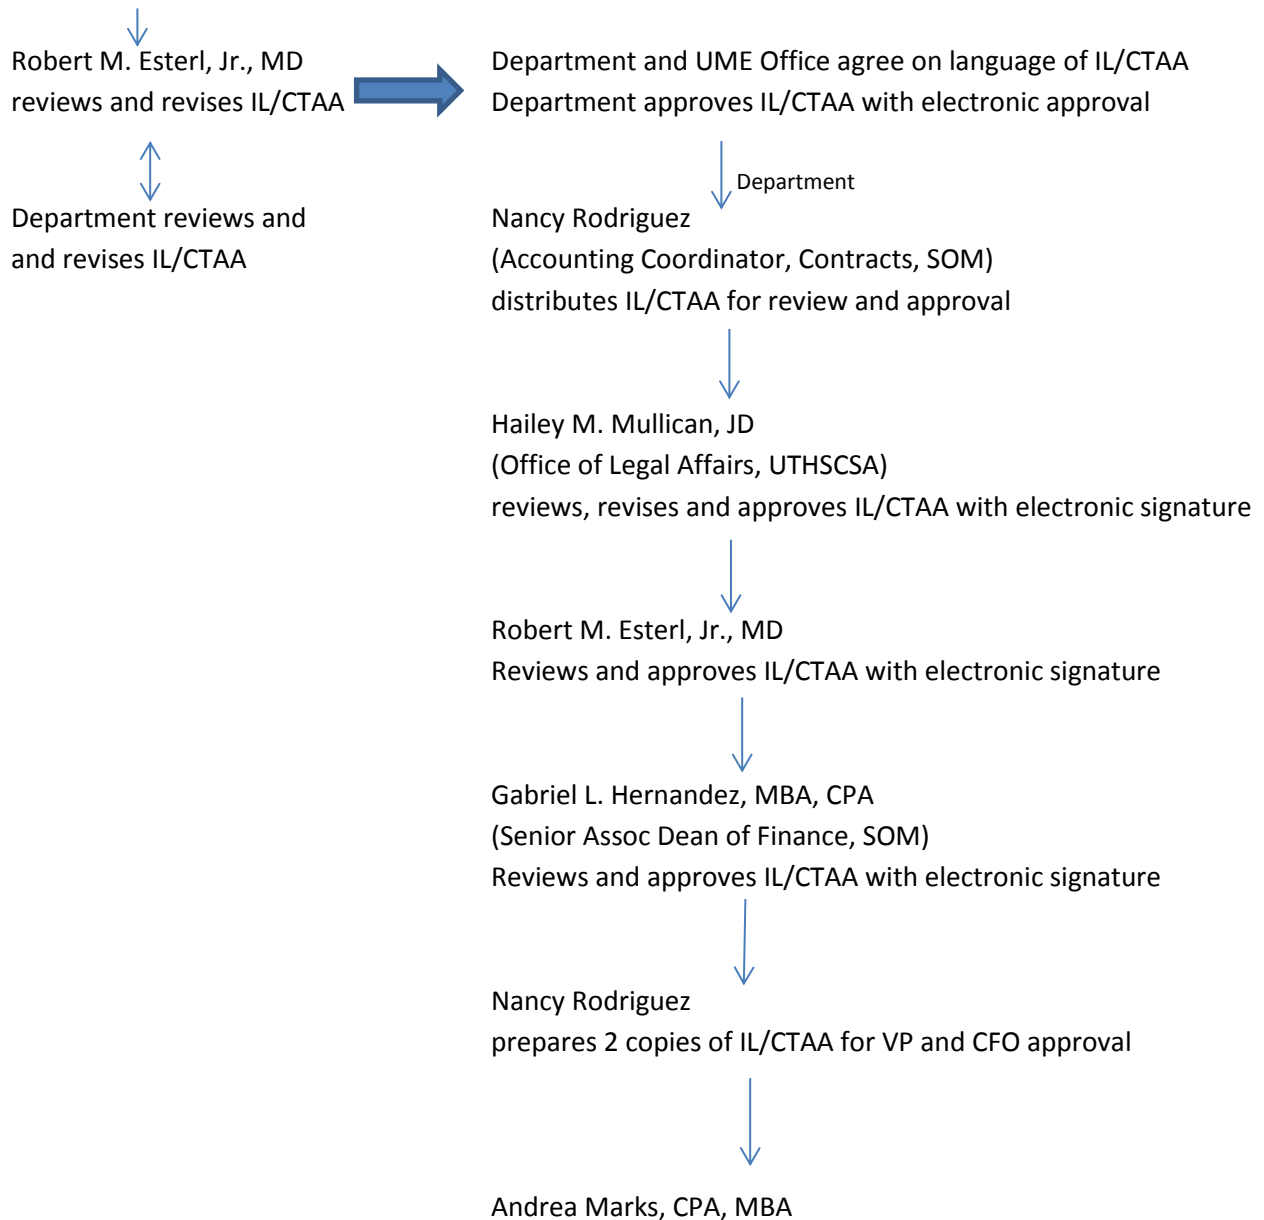 Robert M. Esterl, Jr., MD
reviews and revises IL/CTAA
Department reviews and
and revises IL/CTAA
Department and UME Office agree on language of IL/CTAA
Department approves IL/CTAA with electronic approval
Department
Nancy Rodriguez
(Accounting Coordinator, Contracts, SOM)
distributes IL/CTAA for review and approval
Hailey M. Mullican, JD
(Office of Legal Affairs, UTHSCSA)
reviews, revises and approves IL/CTAA with electronic signature
Robert M. Esterl, Jr., MD
Reviews and approves IL/CTAA with electronic signature
Gabriel L. Hernandez, MBA, CPA
(Senior Assoc Dean of Finance, SOM)
Reviews and approves IL/CTAA with electronic signature
Nancy Rodriguez
prepares 2 copies of IL/CTAA for VP and CFO approval
Andrea Marks, CPA, MBA